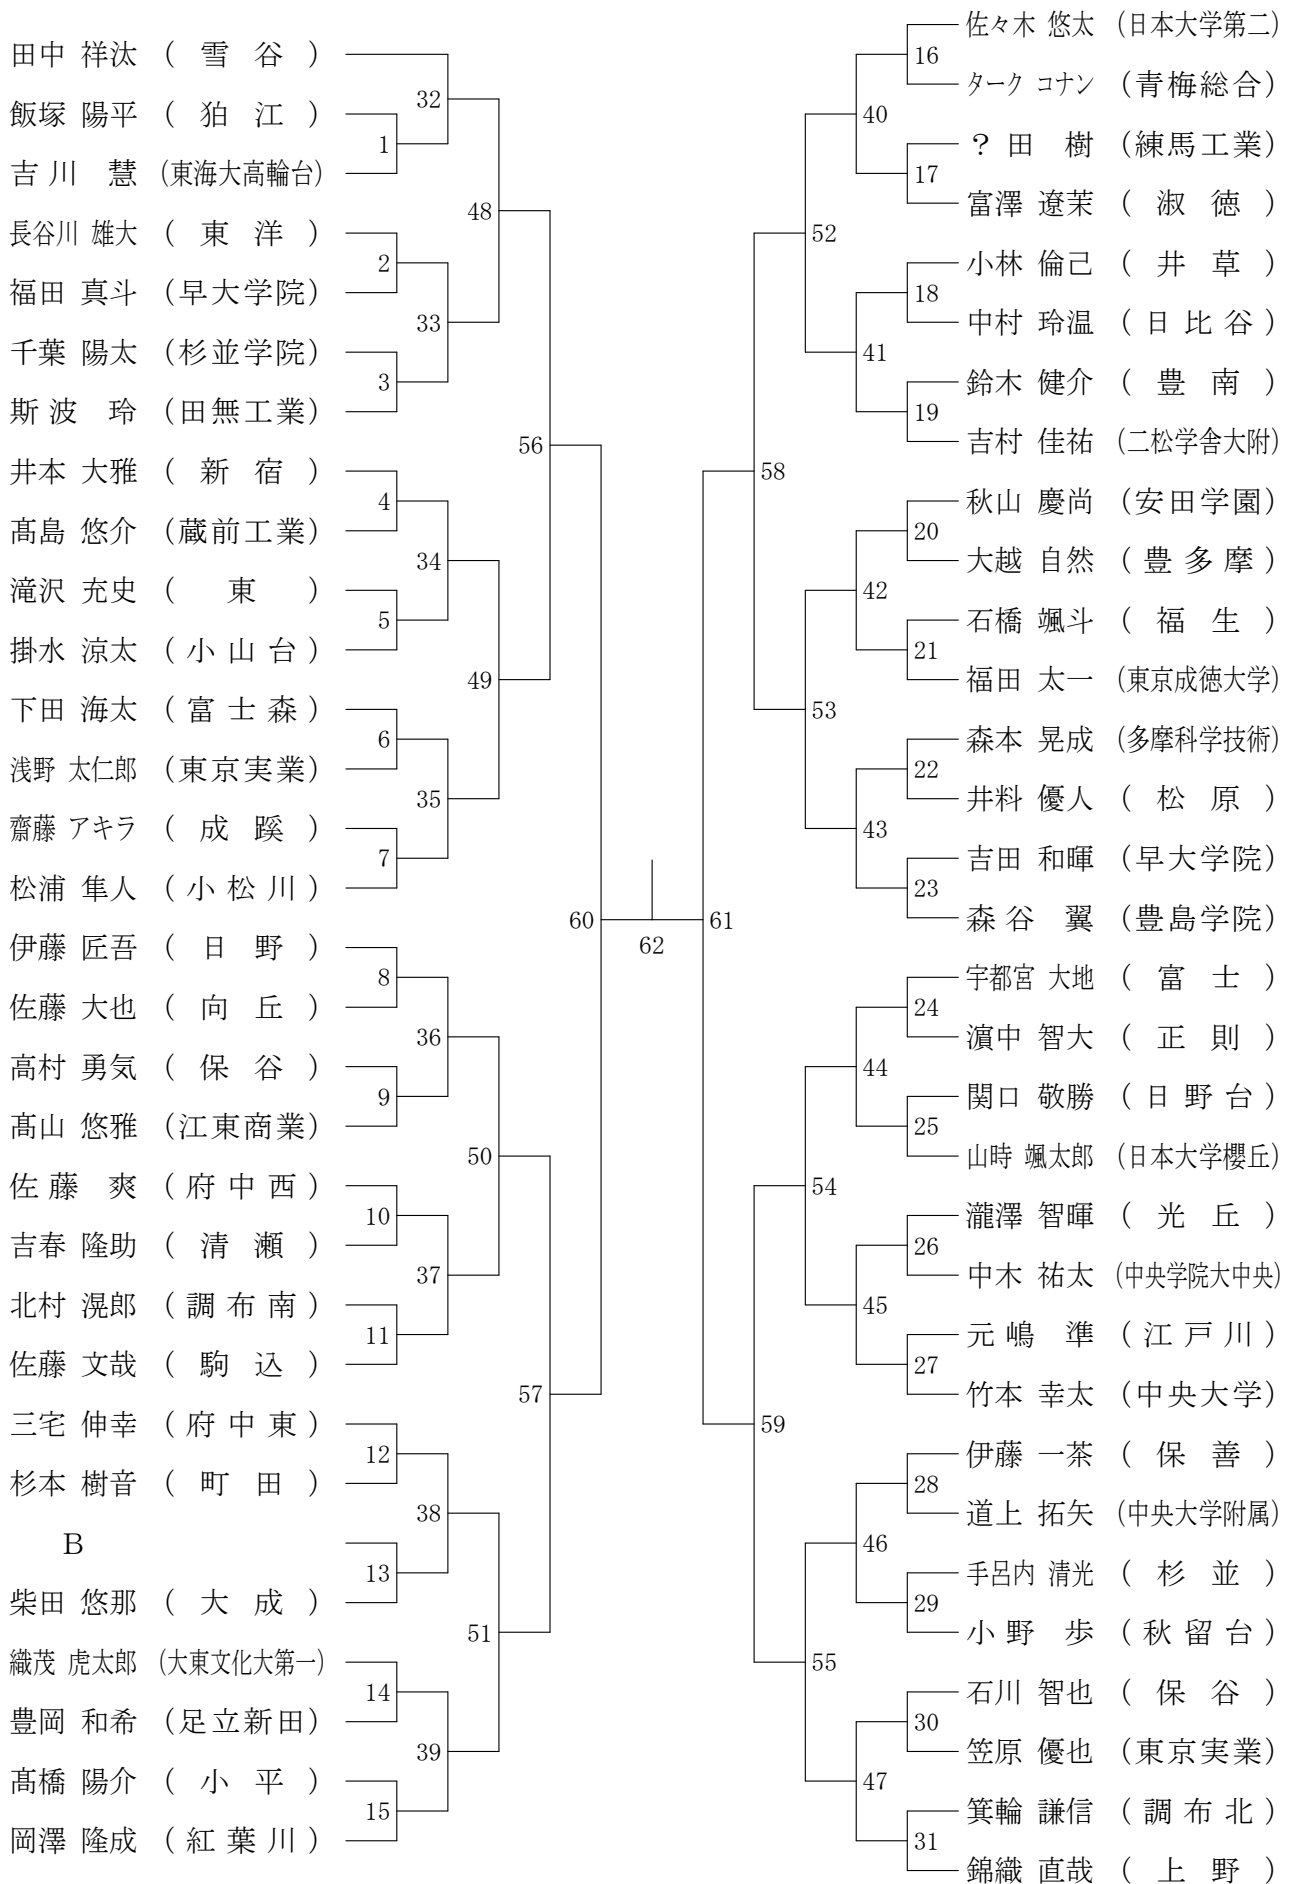 田中 祥汰 (雪谷)
飯塚 陽平 (狛江)
吉川 慧 (東海大高輪台)
長谷川 雄大 (東洋)
福田 真斗 (早大学院)
千葉 陽太 (杉並学院)
斯波 玲 (田無工業)
井本 大雅 (新宿)
髙島 悠介 (蔵前工業)
滝沢 充史 (東)
掛水 涼太 (小山台)
下田 海太 (富士森)
浅野 太仁郎 (東京実業)
齋藤 アキラ (成蹊)
松浦 隼人 (小松川)
伊藤 匠吾 (日野)
佐藤 大也 (向丘)
高村 勇気 (保谷)
髙山 悠雅 (江東商業)
佐藤 爽 (府中西)
吉春 隆助 (清瀬)
北村 滉郎 (調布南)
佐藤 文哉 (駒込)
三宅 伸幸 (府中東)
杉本 樹音 (町田)
B
柴田 悠那 (大成)
織茂 虎太郎 (大東文化大第一)
豊岡 和希 (足立新田)
髙橋 陽介 (小平)
岡澤 隆成 (紅葉川)
1
2
3
4
5
6
7
8
9
10
11
12
13
14
15
32
33
34
35
36
37
38
39
48
49
50
51
56
57
60
62
61
58
59
52
53
54
55
40
41
42
43
44
45
46
47
16
17
18
19
20
21
22
23
24
25
26
27
28
29
30
31
佐々木 悠太 (日本大学第二)
ターク コナン (青梅総合)
？田 樹 (練馬工業)
富澤 遼茉 (淑徳)
小林 倫己 (井草)
中村 玲温 (日比谷)
鈴木 健介 (豊南)
吉村 佳祐 (二松学舎大附)
秋山 慶尚 (安田学園)
大越 自然 (豊多摩)
石橋 颯斗 (福生)
福田 太一 (東京成徳大学)
森本 晃成 (多摩科学技術)
井料 優人 (松原)
吉田 和暉 (早大学院)
森谷 翼 (豊島学院)
宇都宮 大地 (富士)
濵中 智大 (正則)
関口 敬勝 (日野台)
山時 颯太郎 (日本大学櫻丘)
瀧澤 智暉 (光丘)
中木 祐太 (中央学院大中央)
元嶋 準 (江戸川)
竹本 幸太 (中央大学)
伊藤 一茶 (保善)
道上 拓矢 (中央大学附属)
手呂内 清光 (杉並)
小野 歩 (秋留台)
石川 智也 (保谷)
笠原 優也 (東京実業)
箕輪 謙信 (調布北)
錦織 直哉 (上野)